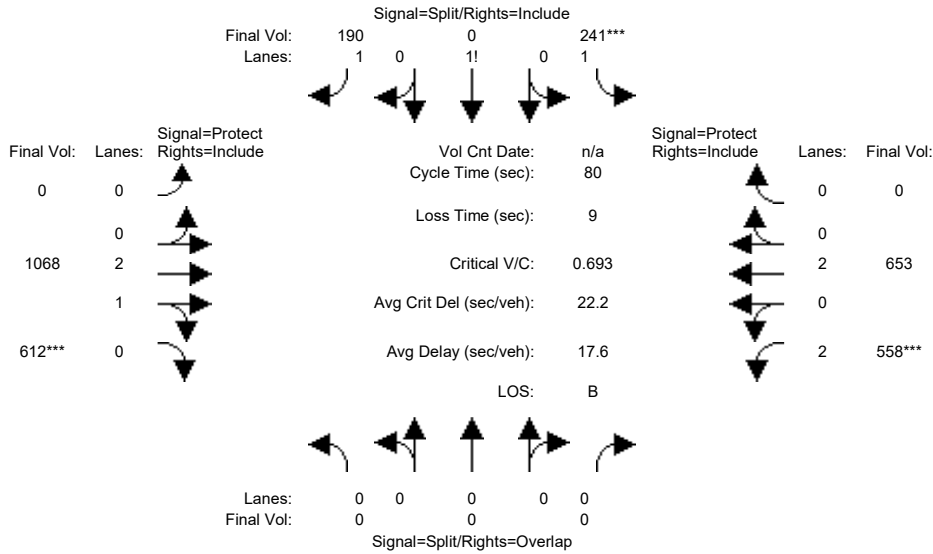 Signal=Split/Rights=Include
Final Vol: 190 0 241***
Lanes: 1 0 1! 0 1
Signal=Protect Signal=Protect
Final Vol: Lanes: Rights=Include Vol Cnt Date: n/a Rights=Include Lanes: Final Vol:
Cycle Time (sec): 80
0 0 0 0
Loss Time (sec): 9
0 0
1068 2 Critical V/C: 0.693 2 653
1 Avg Crit Del (sec/veh): 22.2 0
612*** 0 Avg Delay (sec/veh): 17.6 2 558***
LOS: B
Lanes: 0 0 0 0 0
Final Vol: 0 0 0
Signal=Split/Rights=Overlap